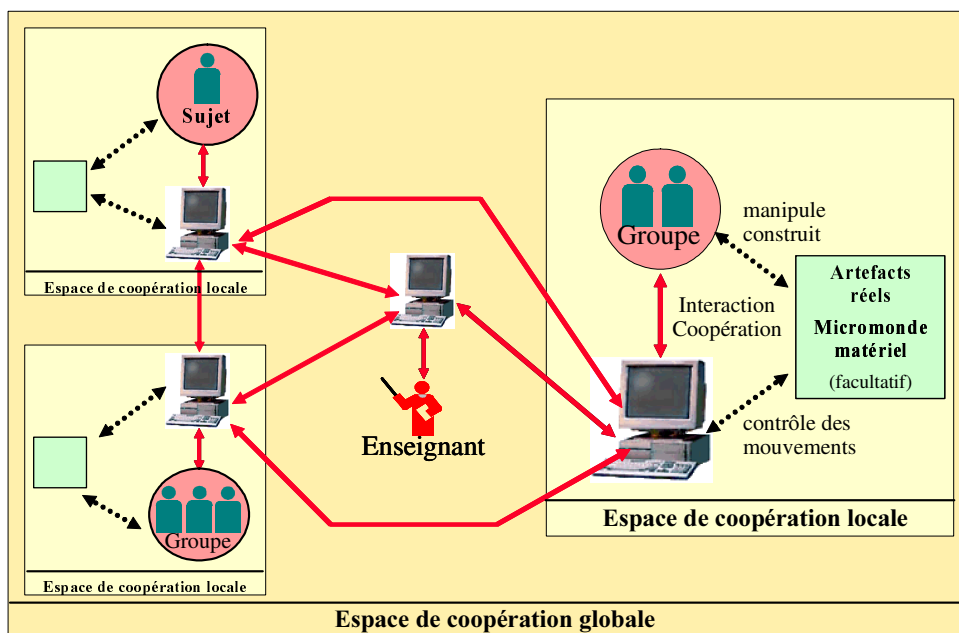 Sujet
Espace de coopération locale
Groupe
Espace de coopération locale
Enseignant
Groupe
manipule
construit
Interaction
Coopération
Artefacts
réels
Micromonde
matériel
(facultatif)
contrôle des
mouvements
Espace de coopération locale
Espace de coopération globale